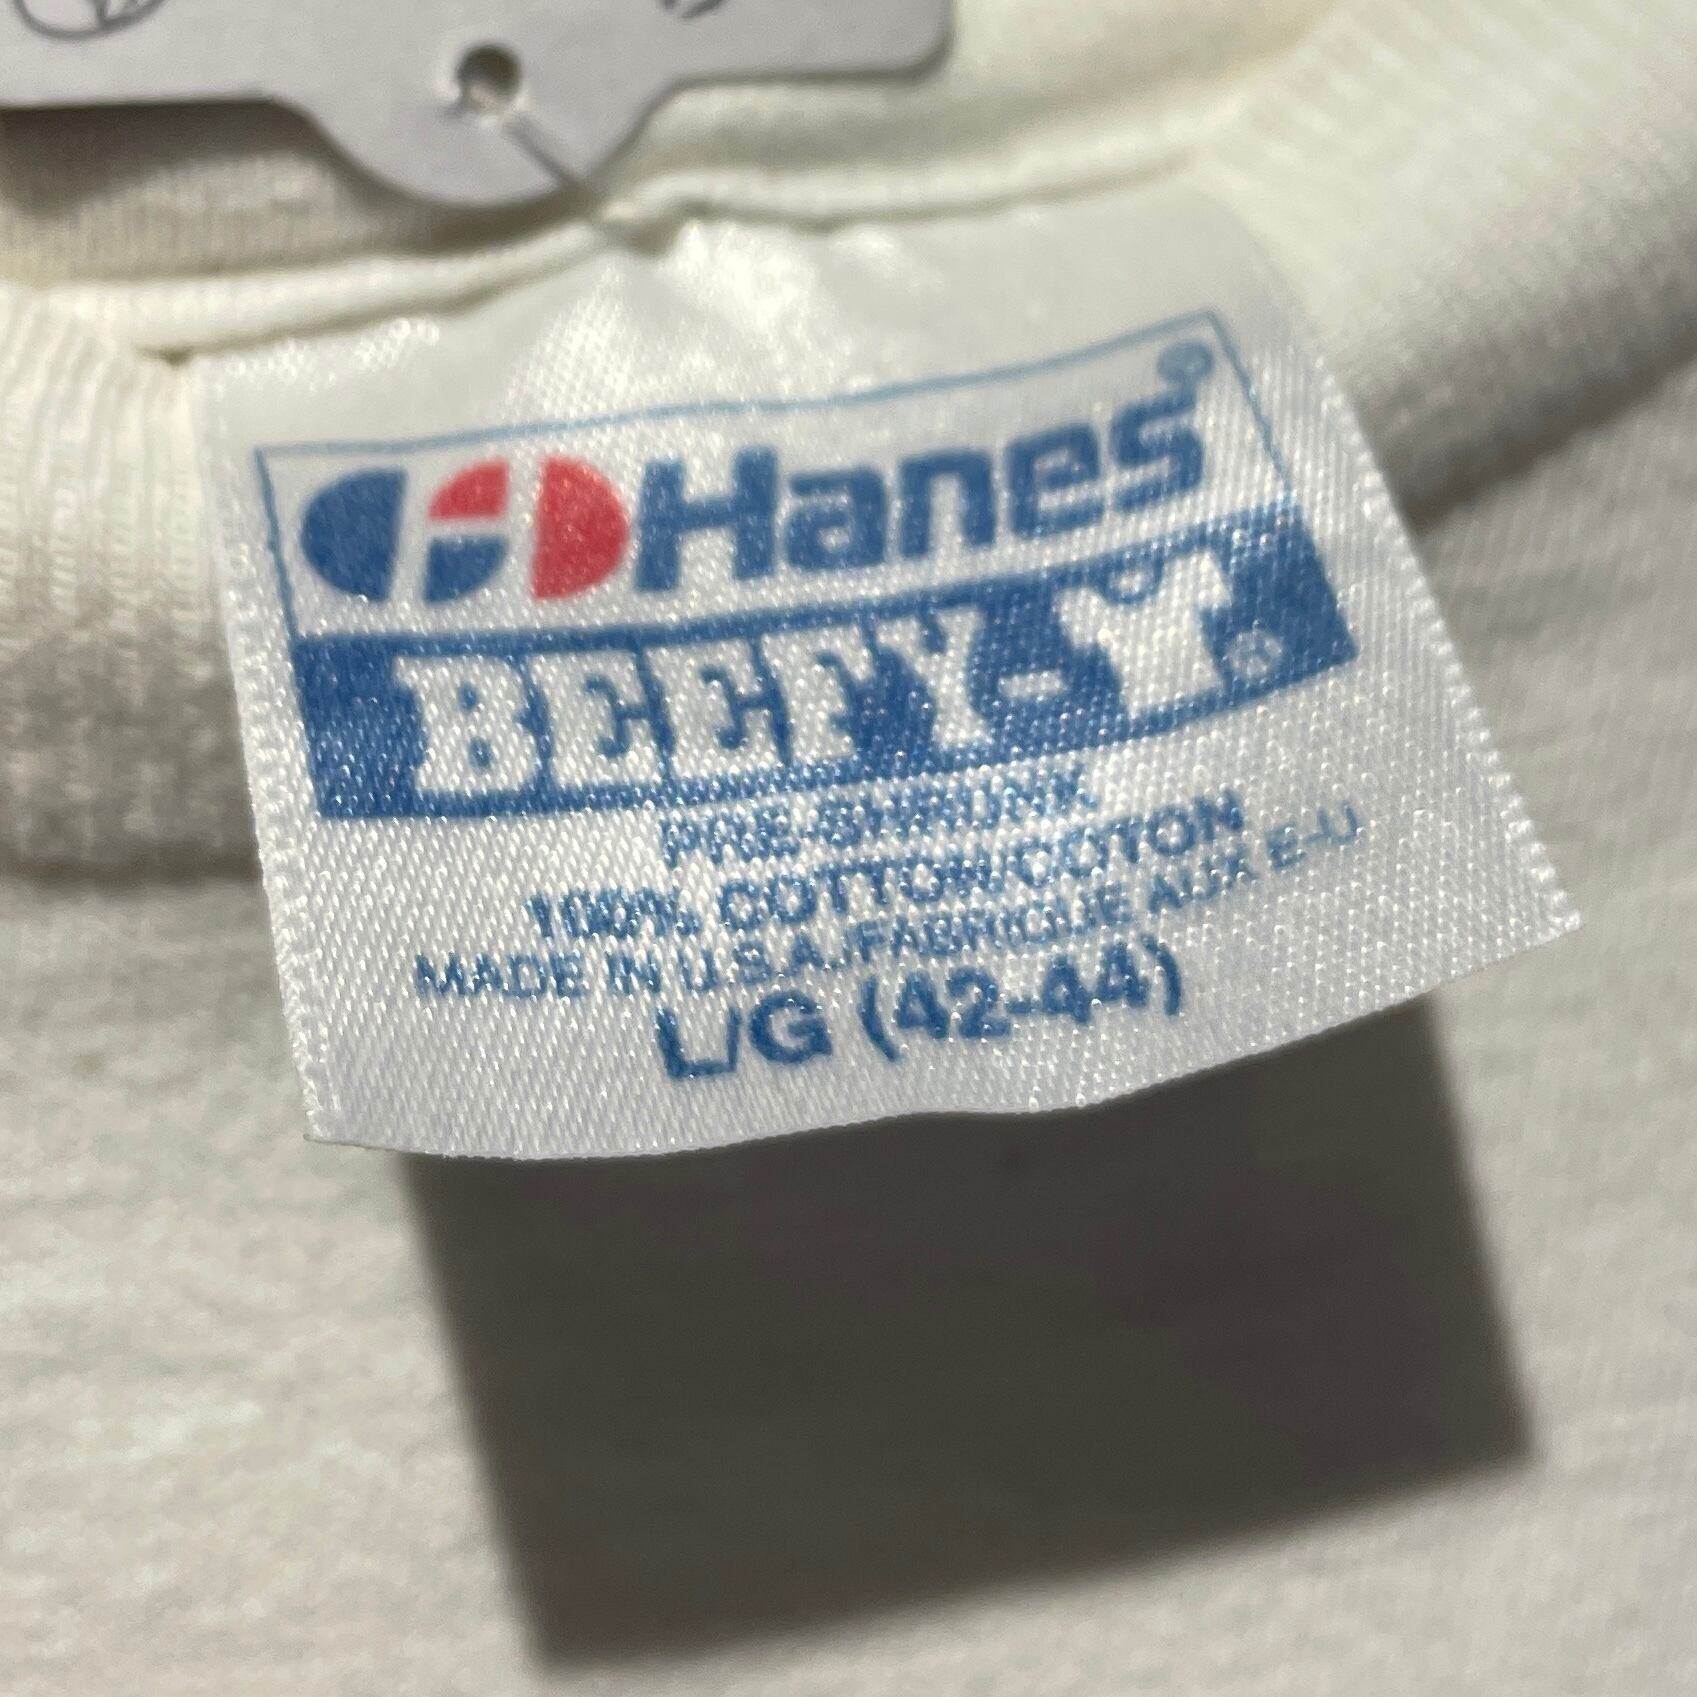 Hanes®
BEEFY-T®
PRE-SHRUNK
100% COTTON/COTON
MADE IN U.S.A./FABRIQUE AUX E-U
L/G (42-44)